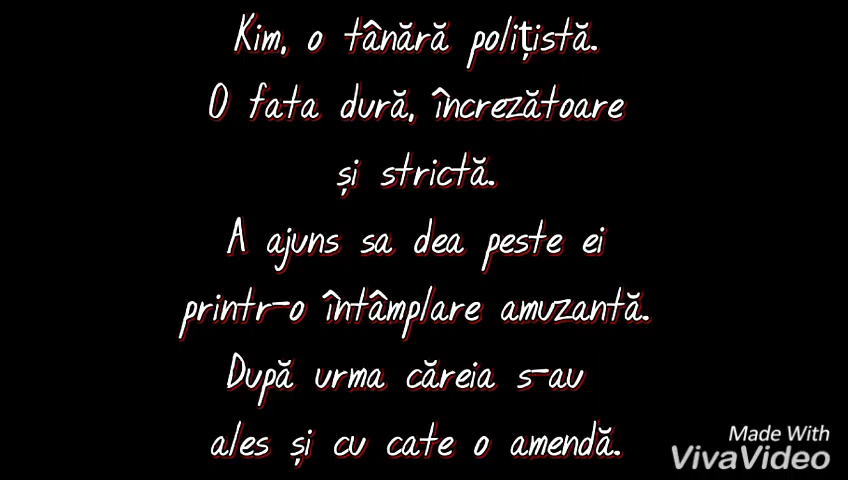 Kim, o tânără polițistă.
O fata dură, încrezătoare
și strictă.
A ajuns sa dea peste ei
printr-o întâmplare amuzantă.
După urma căreia s-au
ales și cu cate o amendă.
Made With
VivaVideo